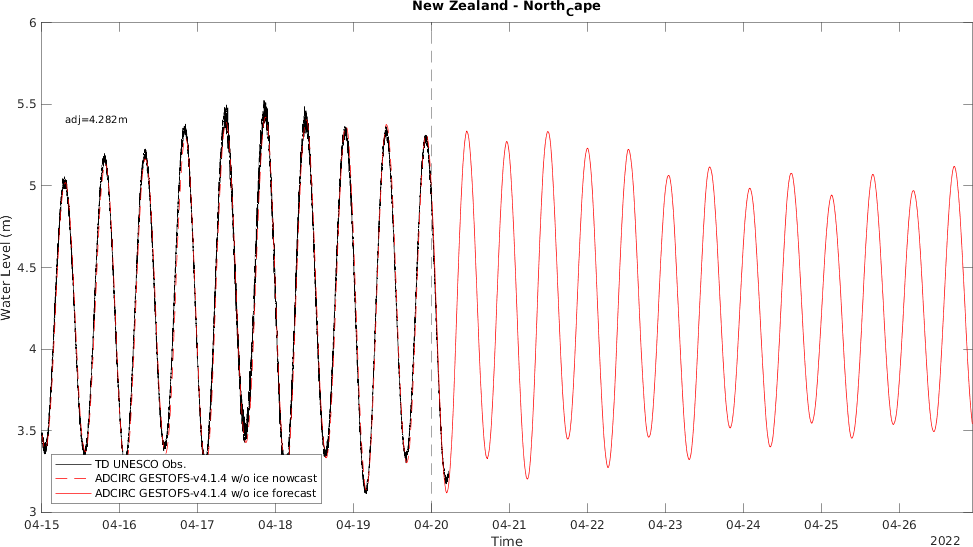 New Zealand - NorthCape
6
5.5
adj=4.282m
5
Water Level (m)
4.5
4
3.5
TD UNESCO Obs.
ADCIRC GESTOFS-v4.1.4 w/o ice nowcast
ADCIRC GESTOFS-v4.1.4 w/o ice forecast
3
04-15 04-16 04-17 04-18 04-19 04-20 04-21 04-22 04-23 04-24 04-25 04-26
Time
2022